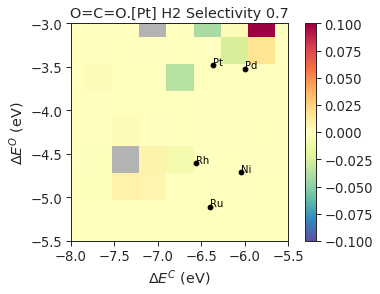 O=C=O.[Pt] H2 Selectivity 0.7
−3.0
−3.5
−4.0
−4.5
−5.0
−5.5
ΔE^O (eV)
Pt
Pd
Rh
Ni
Ru
−8.0 −7.5 −7.0 −6.5 −6.0 −5.5
ΔE^C (eV)
0.100
0.075
0.050
0.025
0.000
−0.025
−0.050
−0.075
−0.100